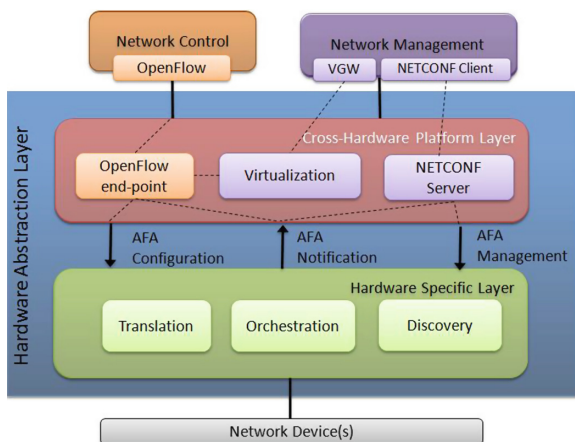 Network Control
OpenFlow
Network Management
VGW
NETCONF Client
Hardware Abstraction Layer
Cross-Hardware Platform Layer
OpenFlow
end-point
Virtualization
NETCONF
Server
AFA
Configuration
AFA
Notification
AFA
Management
Hardware Specific Layer
Translation
Orchestration
Discovery
Network Device(s)